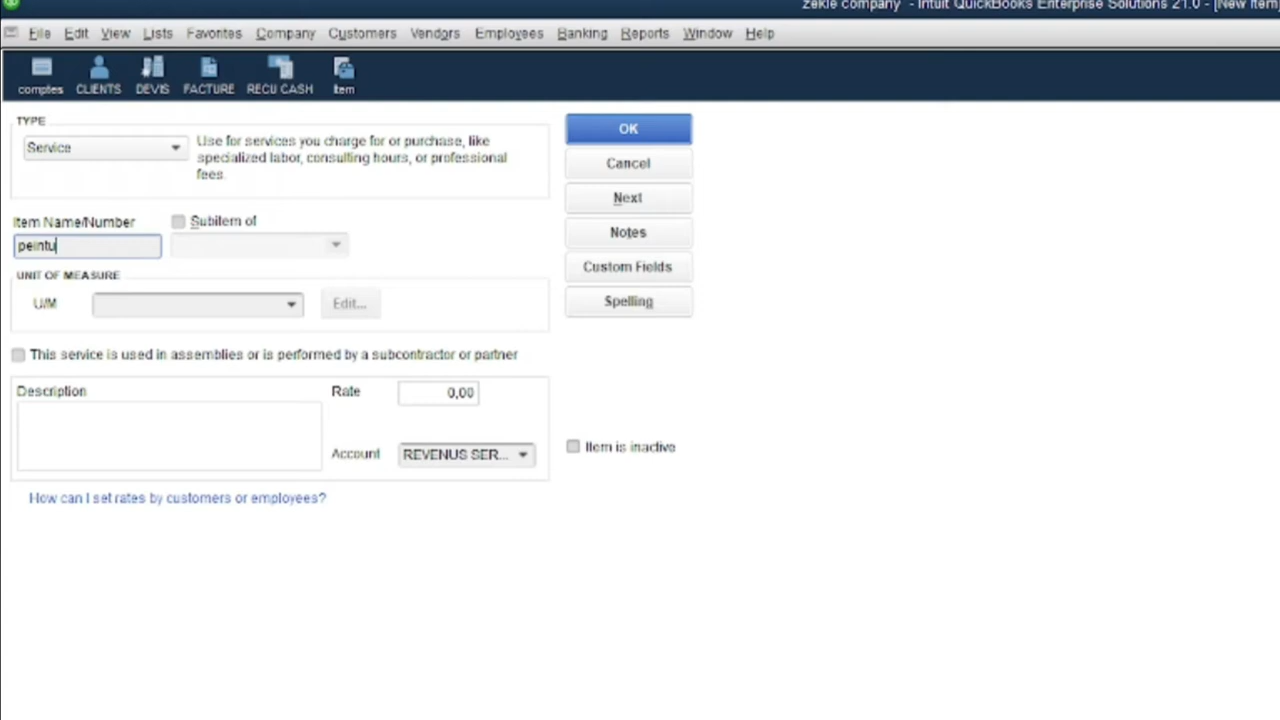 zekle company - Intuit QuickBooks Enterprise Solutions 21.0 - [New Item]
File Edit View Lists Favorites Company Customers Vendors Employees Banking Reports Window Help
comptes CLIENTS DEVIS FACTURE RECU CASH Item
TYPE
Service
Use for services you charge for or purchase, like
specialized labor, consulting hours, or professional
fees.
OK
Cancel
Next
Notes
Custom Fields
Spelling
Item Name/Number
Subitem of
peintu
UNIT OF MEASURE
U/M
Edit...
This service is used in assemblies or is performed by a subcontractor or partner
Description
Rate
0,00
Account
REVENUS SER...
Item is inactive
How can I set rates by customers or employees?